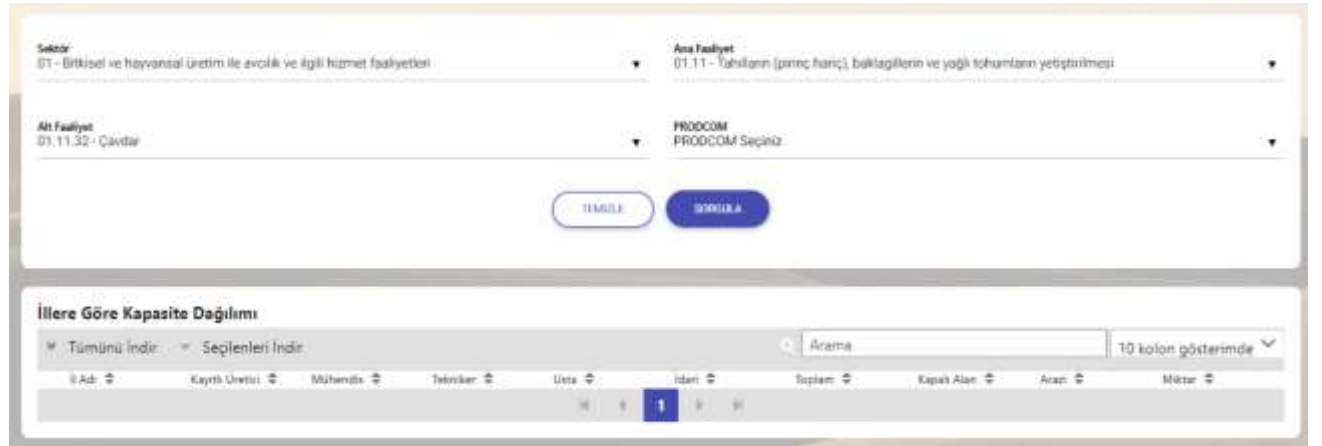 Sektör
01 - Bitkisel ve hayvansal üretim ile avcılık ve ilgili hizmet faaliyetleri
Ana Faaliyet
01.11 - Tahılların (pirinç hariç), baklagillerin ve yağlı tohumların yetiştirilmesi
Alt Faaliyet
01.11.32 - Çavdar
PRODCOM
PRODCOM Seçiniz
TEMİZLE
SORGULA
İllere Göre Kapasite Dağılımı
Tümünü İndir
Seçilenleri İndir
Arama
10 kolon gösterimde
İl Adı Kayıtlı Üretici Mühendis Tekniker Usta İdari Toplam Kapalı Alan Arazi Miktar
1